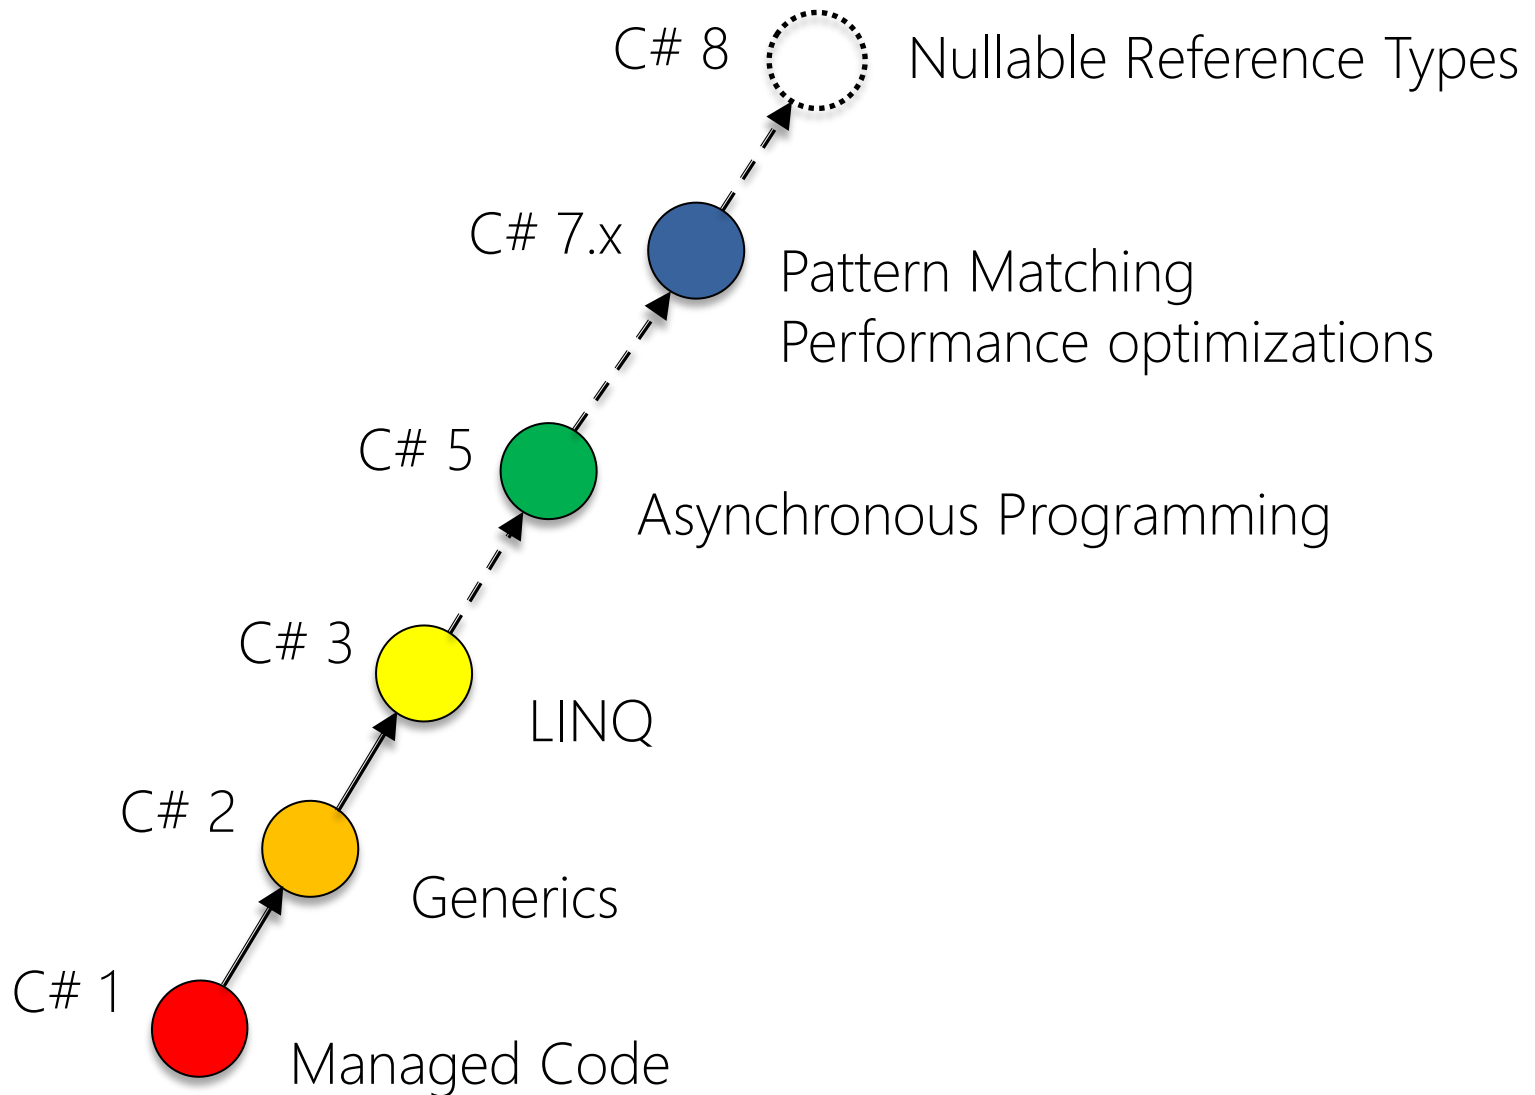 C# 8
Nullable Reference Types
C# 7.x
Pattern Matching
Performance optimizations
C# 5
Asynchronous Programming
C# 3
LINQ
C# 2
Generics
C# 1
Managed Code